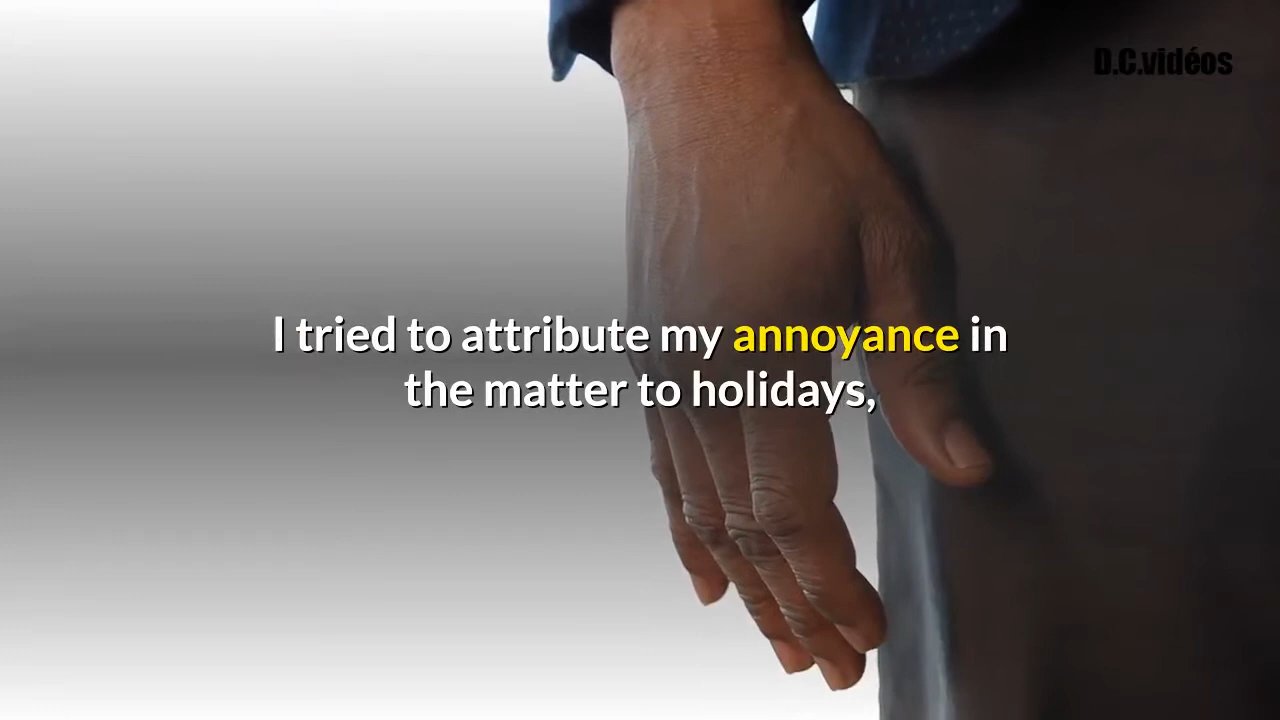 D.C.vidéos
I tried to attribute my annoyance in
the matter to holidays,